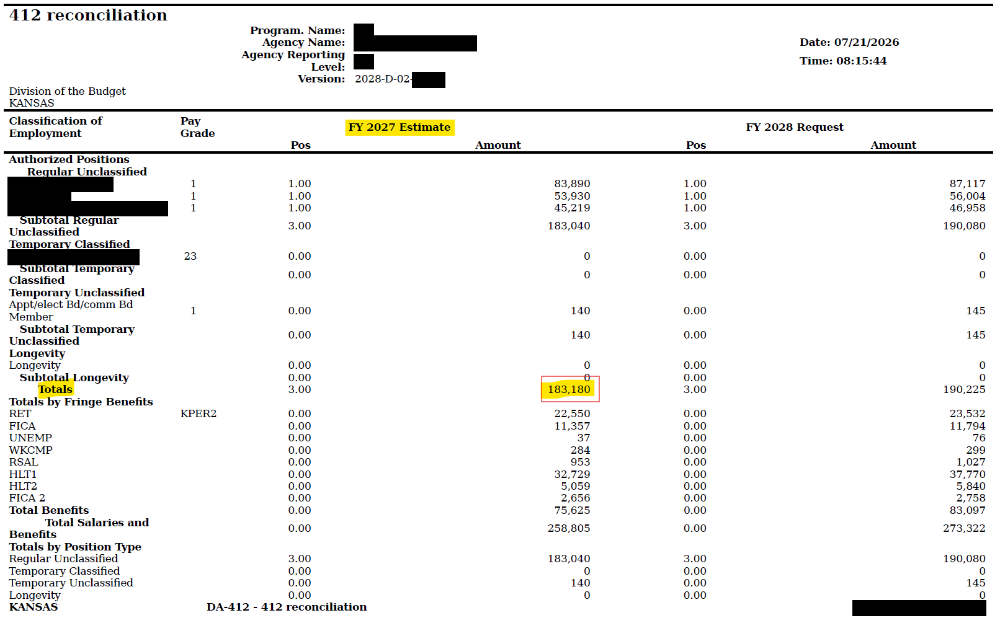 412 reconciliation
Program. Name:
Agency Name:
Agency Reporting
Level:
Version: 2028-D-02-
Date: 07/21/2026
Time: 08:15:44
Division of the Budget
KANSAS
Classification of Employment Pay Grade FY 2027 Estimate FY 2028 Request
Pos Amount Pos Amount
Authorized Positions
Regular Unclassified
1 1.00 83,890 1.00 87,117
1 1.00 53,930 1.00 56,004
1 1.00 45,219 1.00 46,958
Subtotal Regular Unclassified 3.00 183,040 3.00 190,080
Temporary Classified
23 0.00 0 0.00 0
Subtotal Temporary Classified 0.00 0 0.00 0
Temporary Unclassified
Appt/elect Bd/comm Bd Member 1 0.00 140 0.00 145
Subtotal Temporary Unclassified 0.00 140 0.00 145
Longevity
Longevity 0.00 0 0.00 0
Subtotal Longevity 0.00 0 0.00 0
Totals 3.00 183,180 3.00 190,225
Totals by Fringe Benefits
RET KPER2 0.00 22,550 0.00 23,532
FICA 0.00 11,357 0.00 11,794
UNEMP 0.00 37 0.00 76
WKCMP 0.00 284 0.00 299
RSAL 0.00 953 0.00 1,027
HLT1 0.00 32,729 0.00 37,770
HLT2 0.00 5,059 0.00 5,840
FICA 2 0.00 2,656 0.00 2,758
Total Benefits 0.00 75,625 0.00 83,097
Total Salaries and Benefits 0.00 258,805 0.00 273,322
Totals by Position Type
Regular Unclassified 3.00 183,040 3.00 190,080
Temporary Classified 0.00 0 0.00 0
Temporary Unclassified 0.00 140 0.00 145
Longevity 0.00 0 0.00 0
KANSAS DA-412 - 412 reconciliation